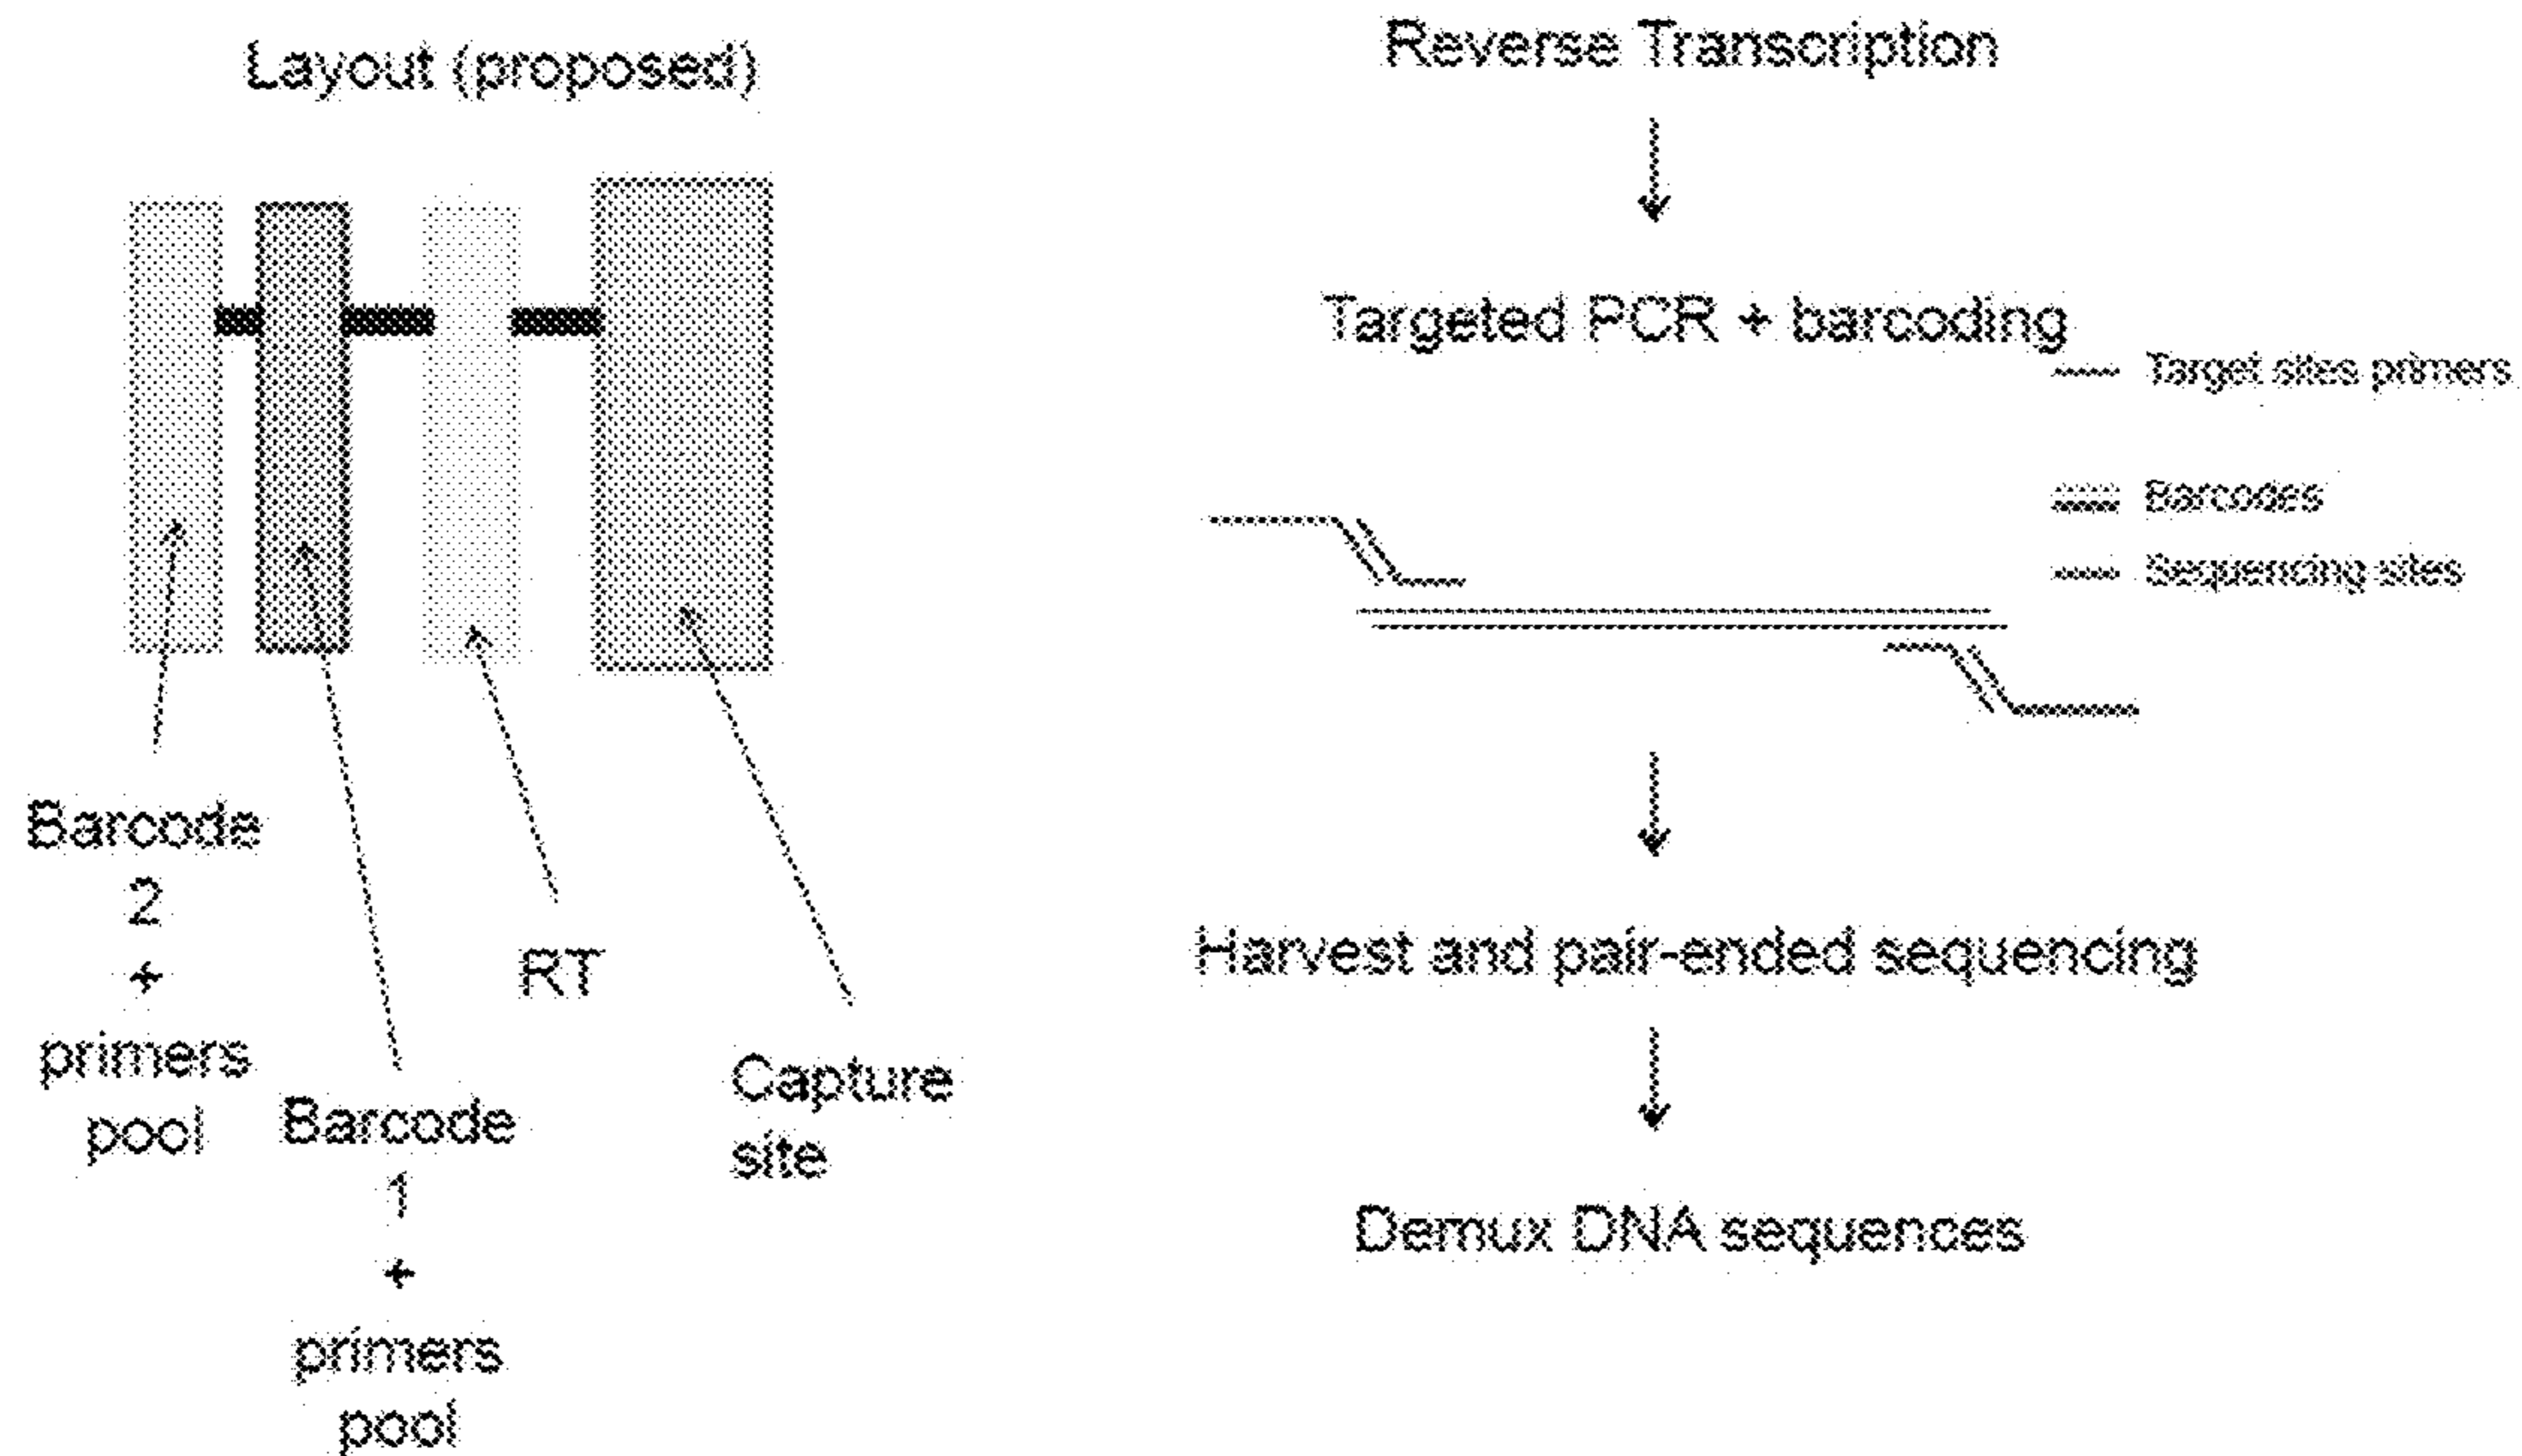 Layout (proposed)
Barcode
2
+
primers
pool
Barcode
1
+
primers
pool
RT
Capture
site
Reverse Transcription
Targeted PCR + barcoding
Target sites primers
Barcodes
Sequencing sites
Harvest and pair-ended sequencing
Demux DNA sequences